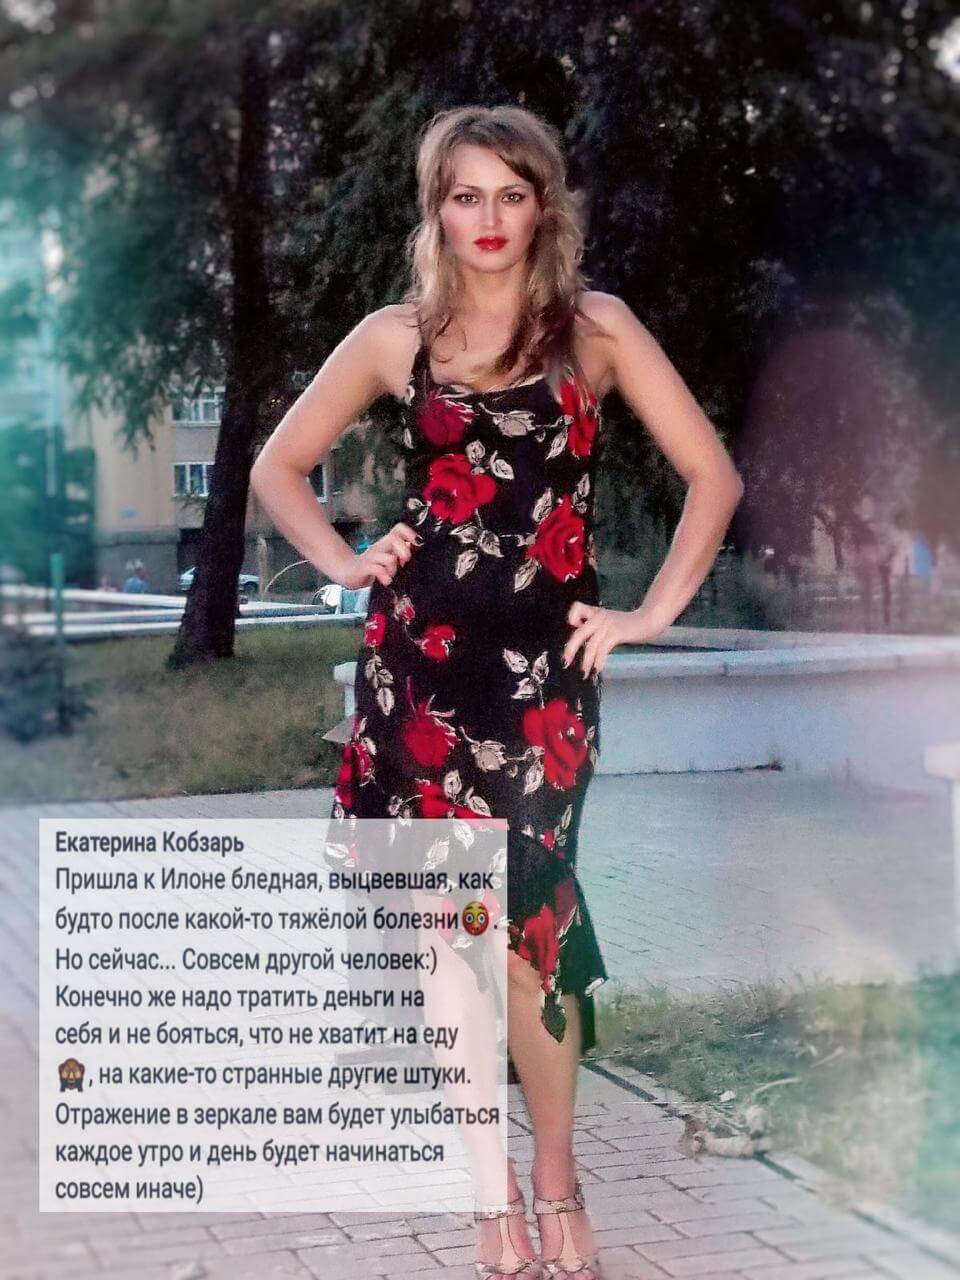 Екатерина Кобзарь
Пришла к Илоне бледная, выцвевшая, как
будто после какой-то тяжёлой болезни😳.
Но сейчас... Совсем другой человек:)
Конечно же надо тратить деньги на
себя и не бояться, что не хватит на еду
🙈, на какие-то странные другие штуки.
Отражение в зеркале вам будет улыбаться
каждое утро и день будет начинаться
совсем иначе)